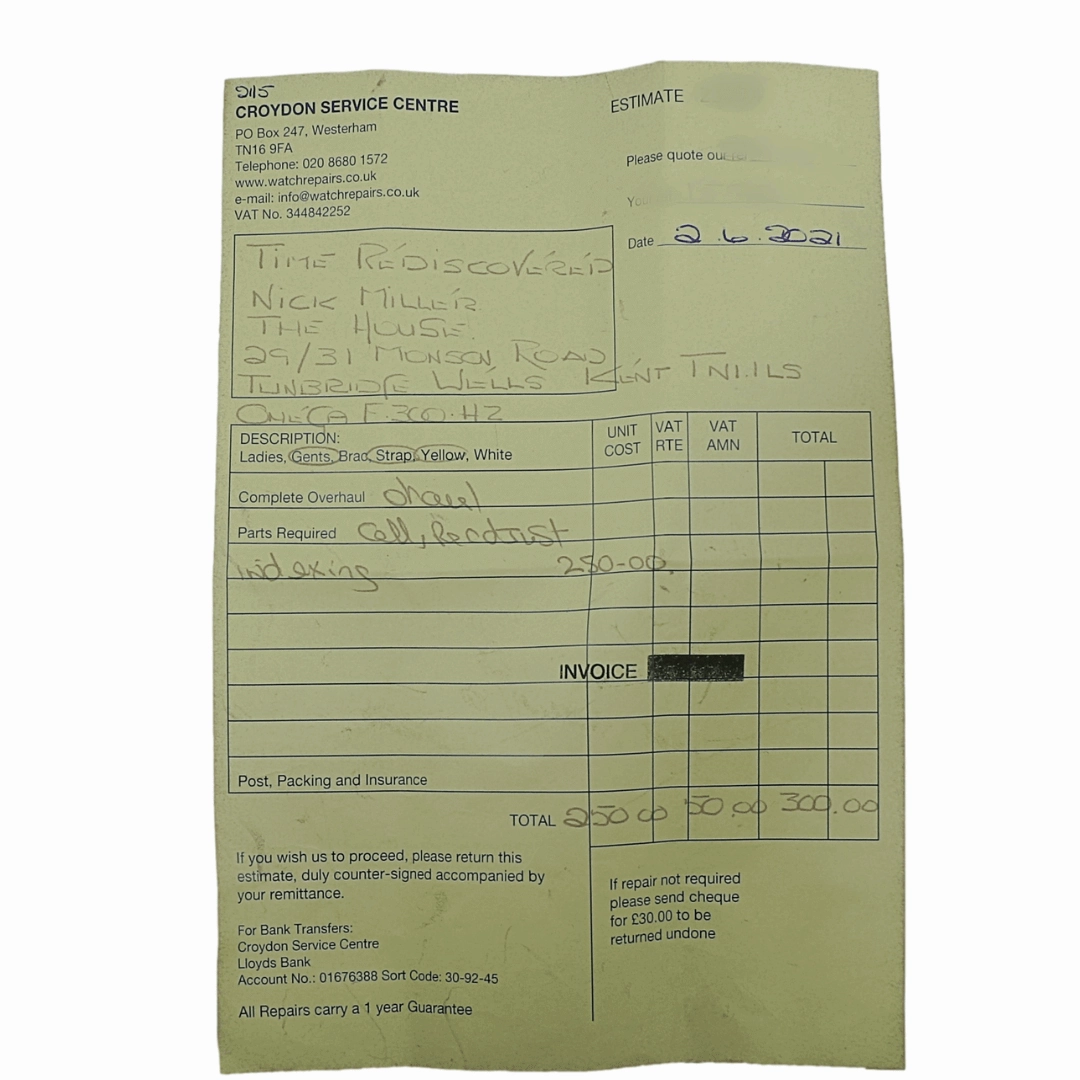 2115
CROYDON SERVICE CENTRE
PO Box 247, Westerham
TN16 9FA
Telephone: 020 8680 1572
www.watchrepairs.co.uk
e-mail: info@watchrepairs.co.uk
VAT No. 344842252
ESTIMATE
Please quote our
Date 2.6.2021
TIME REDISCOVERED
NICK MILLER
THE HOUSE.
29/31 MONSON ROAD
TUNBRIDGE WELLS KENT TN1.1LS
OMEGA F.300.HZ
DESCRIPTION: UNIT COST VAT RTE VAT AMN TOTAL
Ladies, Gents, Brac, Strap, Yellow, White
Complete Overhaul
Parts Required Cell,
indexing 250-00.
INVOICE
Post, Packing and Insurance
TOTAL 250 00 50.00 300.00
If you wish us to proceed, please return this
estimate, duly counter-signed accompanied by
your remittance.
For Bank Transfers:
Croydon Service Centre
Lloyds Bank
Account No.: 01676388 Sort Code: 30-92-45
All Repairs carry a 1 year Guarantee
If repair not required
please send cheque
for £30.00 to be
returned undone